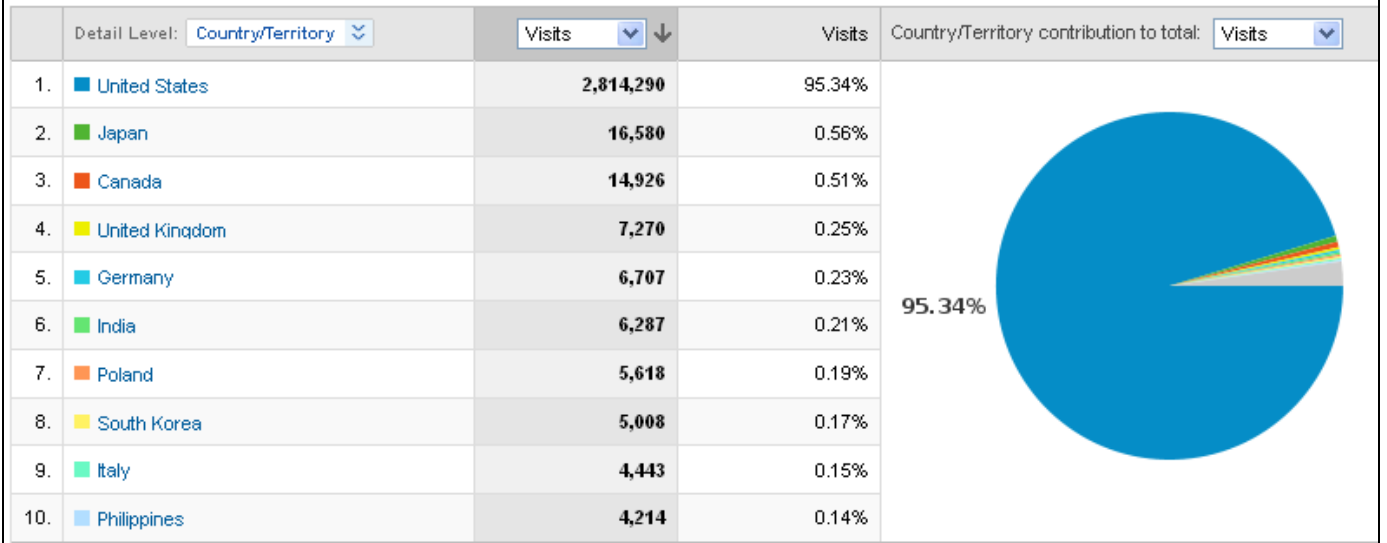 Detail Level: Country/Territory Visits Visits Country/Territory contribution to total: Visits
1. United States 2,814,290 95.34%
2. Japan 16,580 0.56%
3. Canada 14,926 0.51%
4. United Kingdom 7,270 0.25%
5. Germany 6,707 0.23%
6. India 6,287 0.21%
7. Poland 5,618 0.19%
8. South Korea 5,008 0.17%
9. Italy 4,443 0.15%
10. Philippines 4,214 0.14%
95.34%